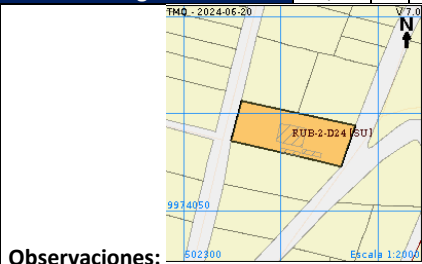 TMQ - 2024-06-20
V 7.0
N
RUB-2-D24 [SU]
9974050
502300
Escala 1:2000
Observaciones: